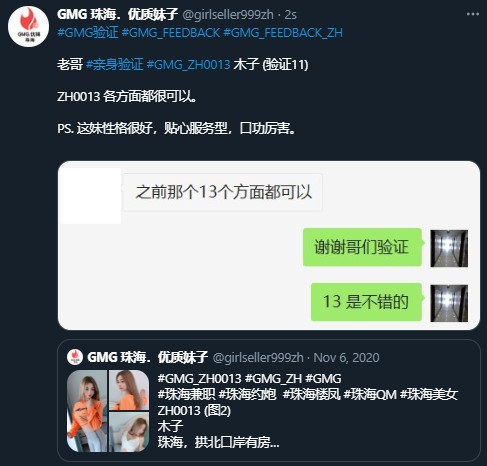 GMG 珠海．优质妹子 @girlseller999zh · 2s
#GMG验证 #GMG_FEEDBACK #GMG_FEEDBACK_ZH
老哥 #亲身验证 #GMG_ZH0013 木子 (验证11)
ZH0013 各方面都很可以。
PS. 这妹性格很好，贴心服务型，口功厉害。
之前那个13个方面都可以
谢谢哥们验证
13 是不错的
GMG 珠海．优质妹子 @girlseller999zh · Nov 6, 2020
#GMG_ZH0013 #GMG_ZH #GMG
#珠海兼职 #珠海约炮 #珠海楼凤 #珠海QM #珠海美女
ZH0013 (图2)
木子
珠海，拱北口岸有房...
GMG.优质
珠海